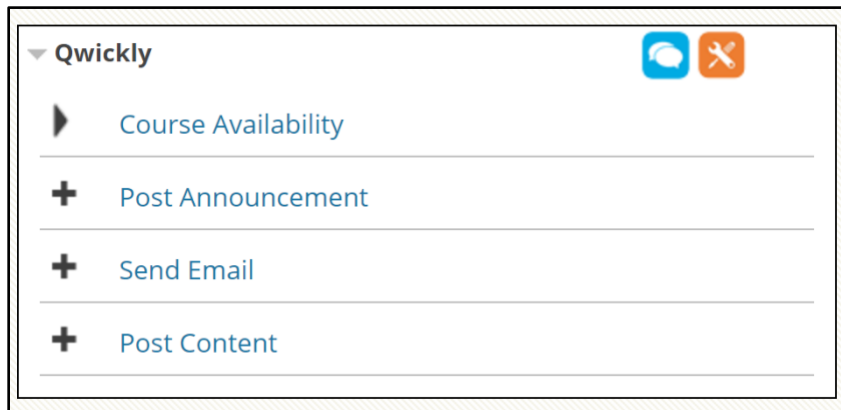 Qwickly
Course Availability
Post Announcement
Send Email
Post Content